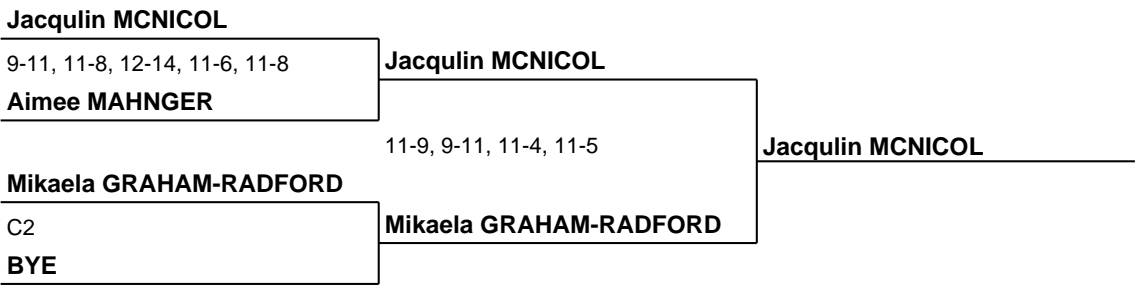 Jacqulin MCNICOL
9-11, 11-8, 12-14, 11-6, 11-8
Jacqulin MCNICOL
Aimee MAHNGER
11-9, 9-11, 11-4, 11-5
Jacqulin MCNICOL
Mikaela GRAHAM-RADFORD
C2
Mikaela GRAHAM-RADFORD
BYE